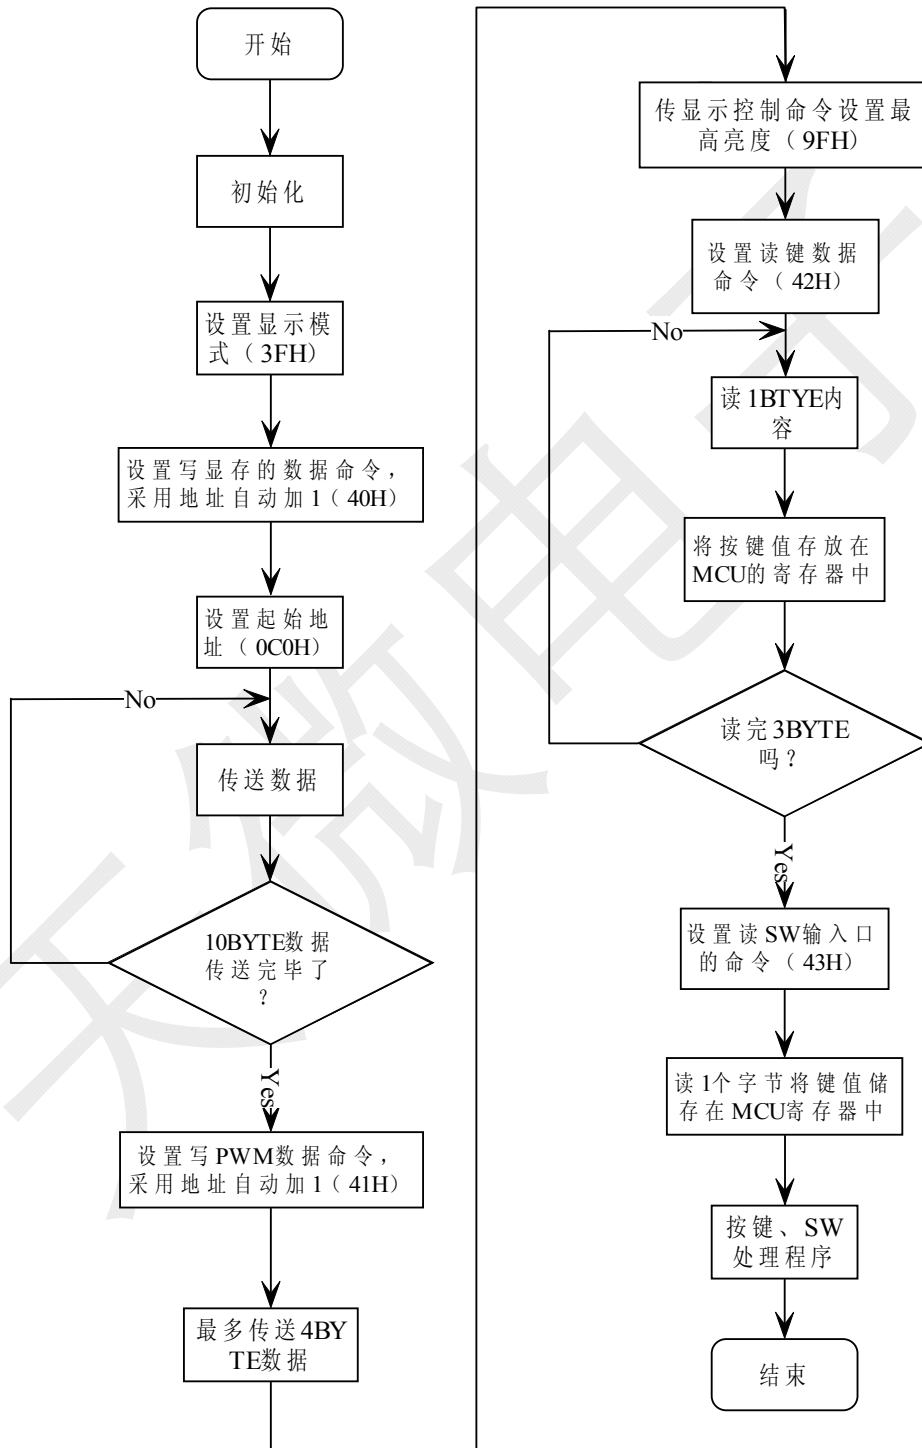 开始
初始化
设置显示模
式（3FH）
设置写显存的数据命令，
采用地址自动加1（40H）
设置起始地
址（0C0H）
No
传送数据
10BYTE数据
传送完毕了
？
Yes
设置写PWM数据命令，
采用地址自动加1（41H）
最多传送4BY
TE数据
传显示控制命令设置最
高亮度（9FH）
设置读键数据
命令（42H）
No
读1BTYE内
容
将按键值存放在
MCU的寄存器中
读完3BYTE
吗？
Yes
设置读SW输入口
的命令（43H）
读1个字节将键值储
存在MCU寄存器中
按键、SW
处理程序
结束
天微电子